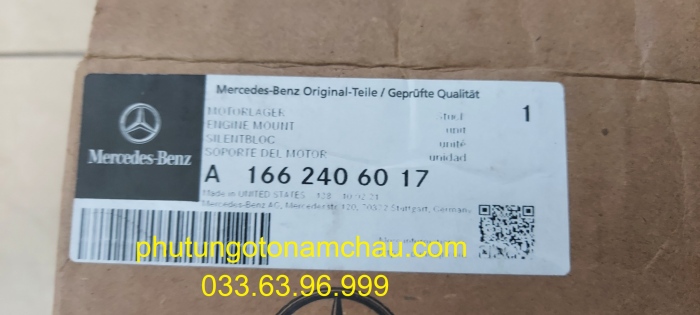 Mercedes-Benz Original-Teile / Geprüfte Qualität
MOTORLAGER
ENGINE MOUNT
SILENTBLOC
SOPORTE DEL MOTOR
unit
unité
unidad
1
Mercedes-Benz
A 166 240 60 17
Made in UNITED STATES
Mercedes-Benz AG, Mercedesstr. 120, 70372 Stuttgart, Germany
phutungotonamchau.com
033.63.96.999